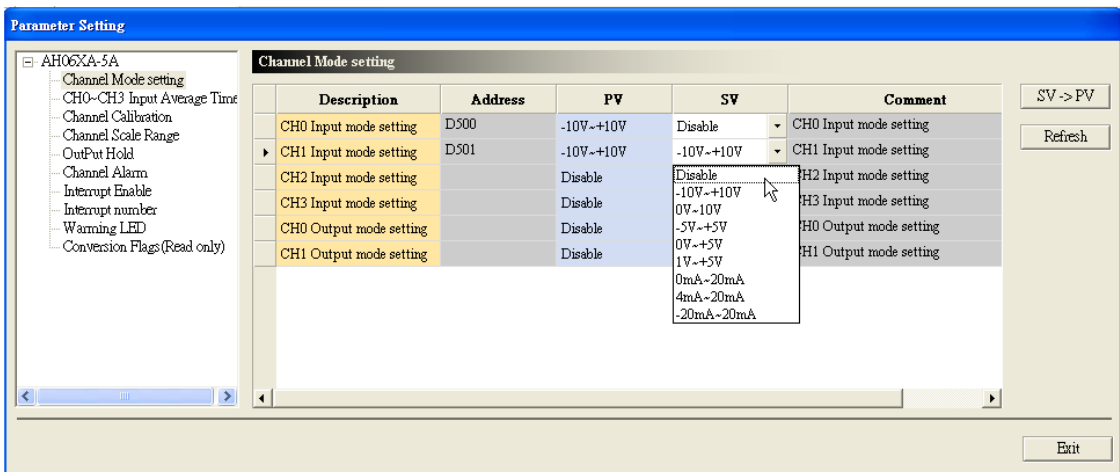 Parameter Setting
AH06XA-5A
Channel Mode setting
CH0~CH3 Input Average Time
Channel Calibration
Channel Scale Range
OutPut Hold
Channel Alarm
Interrupt Enable
Interrupt number
Warming LED
Conversion Flags(Read only)
Channel Mode setting
Description Address PV SV Comment
CH0 Input mode setting D500 -10V~+10V Disable CH0 Input mode setting
CH1 Input mode setting D501 -10V~+10V -10V~+10V CH1 Input mode setting
CH2 Input mode setting Disable CH2 Input mode setting
CH3 Input mode setting Disable CH3 Input mode setting
CH0 Output mode setting Disable CH0 Output mode setting
CH1 Output mode setting Disable CH1 Output mode setting
Disable
-10V~+10V
0V~10V
-5V~+5V
0V~+5V
1V~+5V
0mA~20mA
4mA~20mA
-20mA~20mA
SV->PV
Refresh
Exit